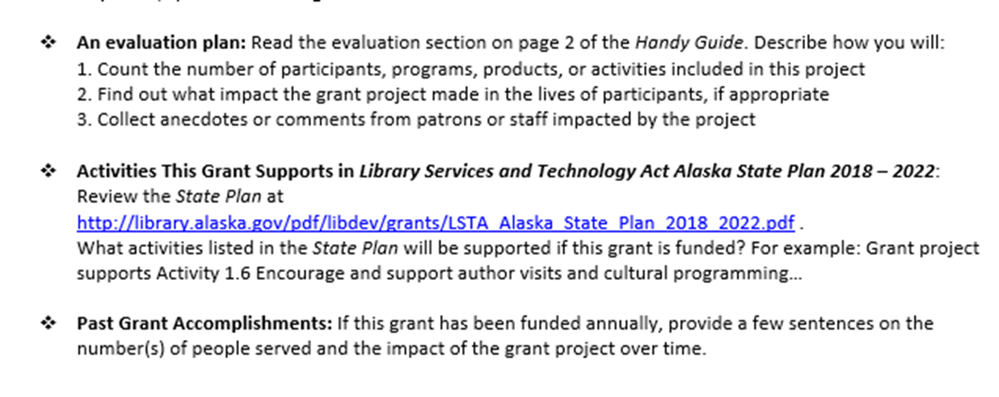 ❖ An evaluation plan: Read the evaluation section on page 2 of the Handy Guide. Describe how you will:
1. Count the number of participants, programs, products, or activities included in this project
2. Find out what impact the grant project made in the lives of participants, if appropriate
3. Collect anecdotes or comments from patrons or staff impacted by the project
❖ Activities This Grant Supports in Library Services and Technology Act Alaska State Plan 2018 – 2022:
Review the State Plan at
http://library.alaska.gov/pdf/libdev/grants/LSTA_Alaska_State_Plan_2018_2022.pdf .
What activities listed in the State Plan will be supported if this grant is funded? For example: Grant project
supports Activity 1.6 Encourage and support author visits and cultural programming...
❖ Past Grant Accomplishments: If this grant has been funded annually, provide a few sentences on the
number(s) of people served and the impact of the grant project over time.